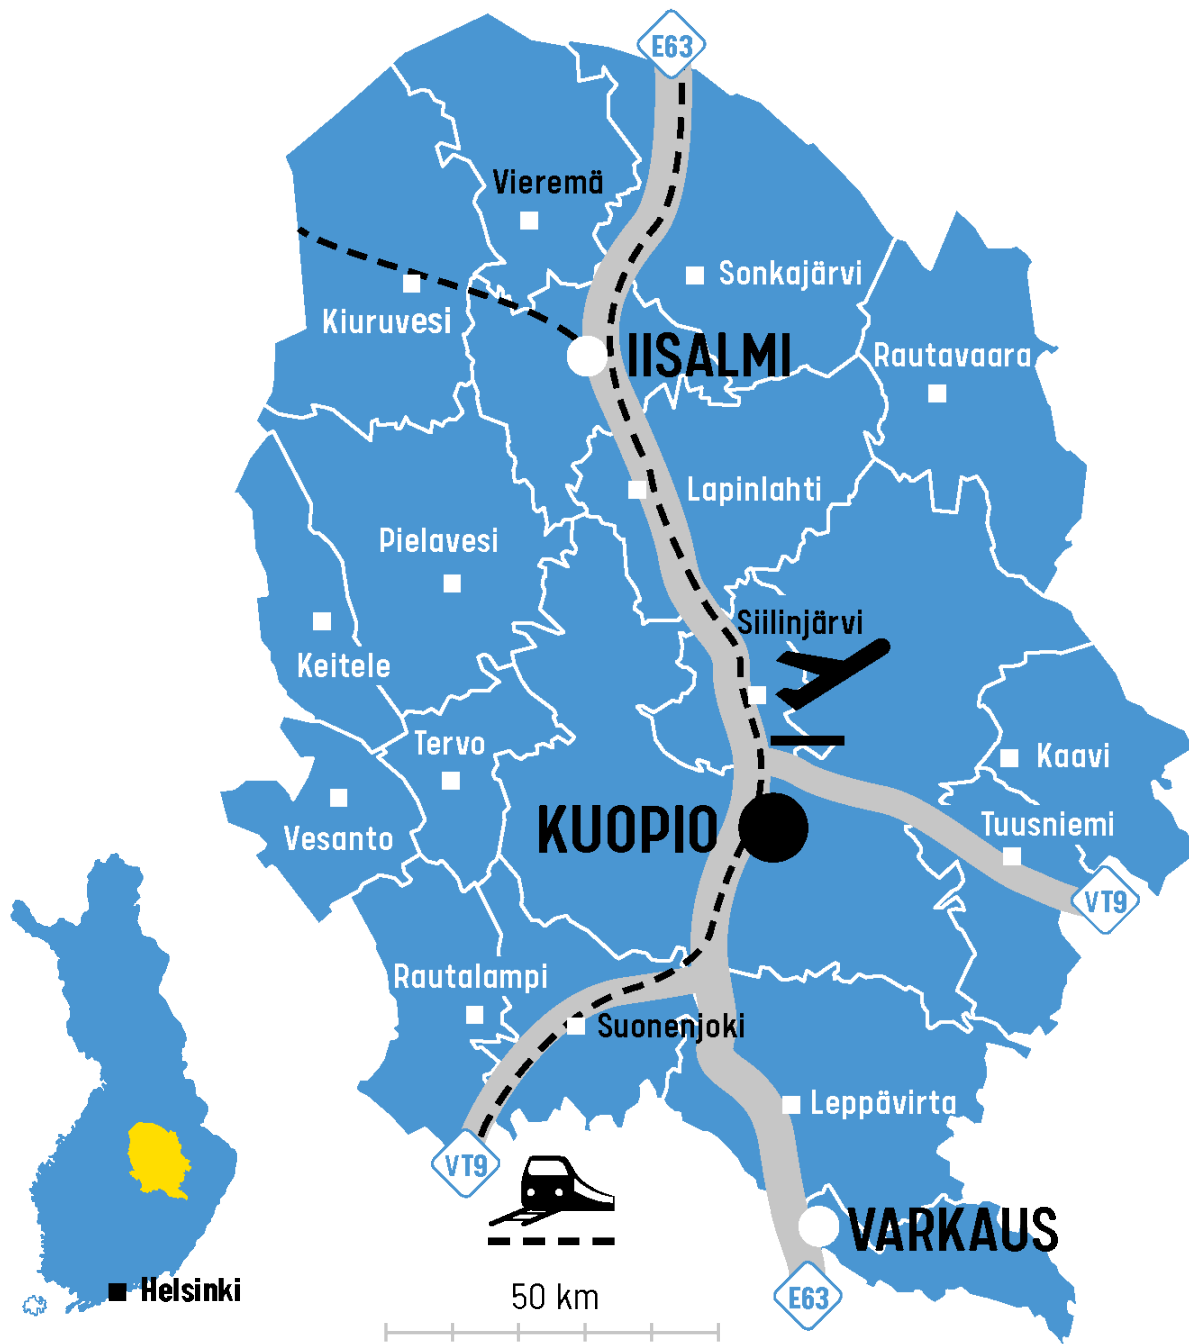 E63
Vieremä
Sonkajärvi
Kiuruvesi
IISALMI
Rautavaara
Lapinlahti
Pielavesi
Siilinjärvi
Keitele
Tervo
Kaavi
KUOPIO
Tuusniemi
Vesanto
VT9
Rautalampi
Suonenjoki
Leppävirta
VT9
VARKAUS
Helsinki
50 km
E63